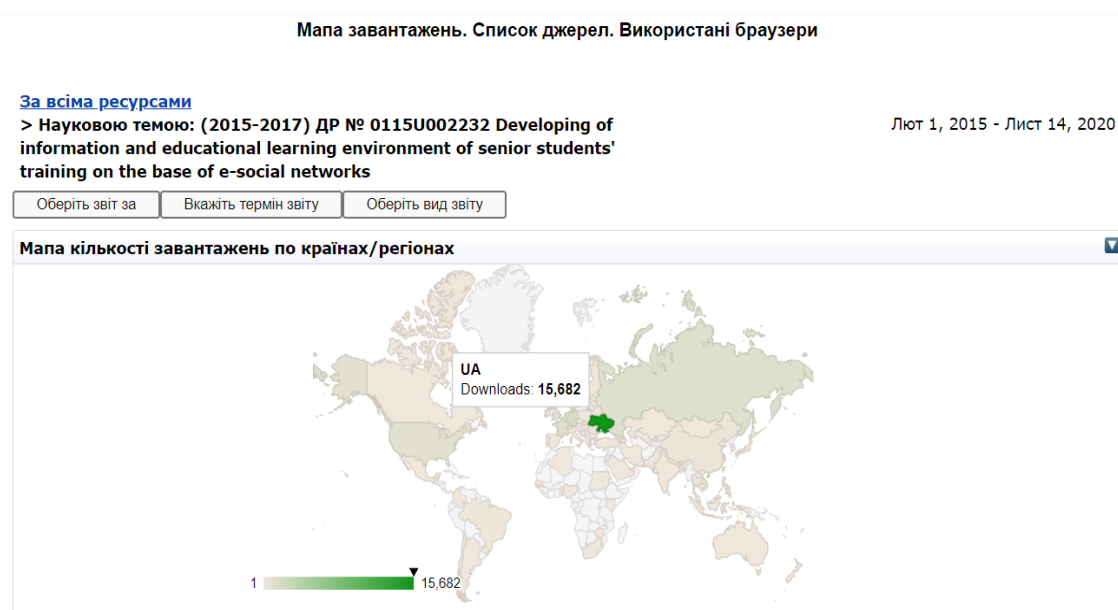 Мапа завантажень. Список джерел. Використані браузери
За всіма ресурсами
> Науковою темою: (2015-2017) ДР № 0115U002232 Developing of
information and educational learning environment of senior students'
training on the base of e-social networks
Лют 1, 2015 - Лист 14, 2020
Оберіть звіт за
Вкажіть термін звіту
Оберіть вид звіту
Мапа кількості завантажень по країнах/регіонах
UA
Downloads: 15,682
1
15,682